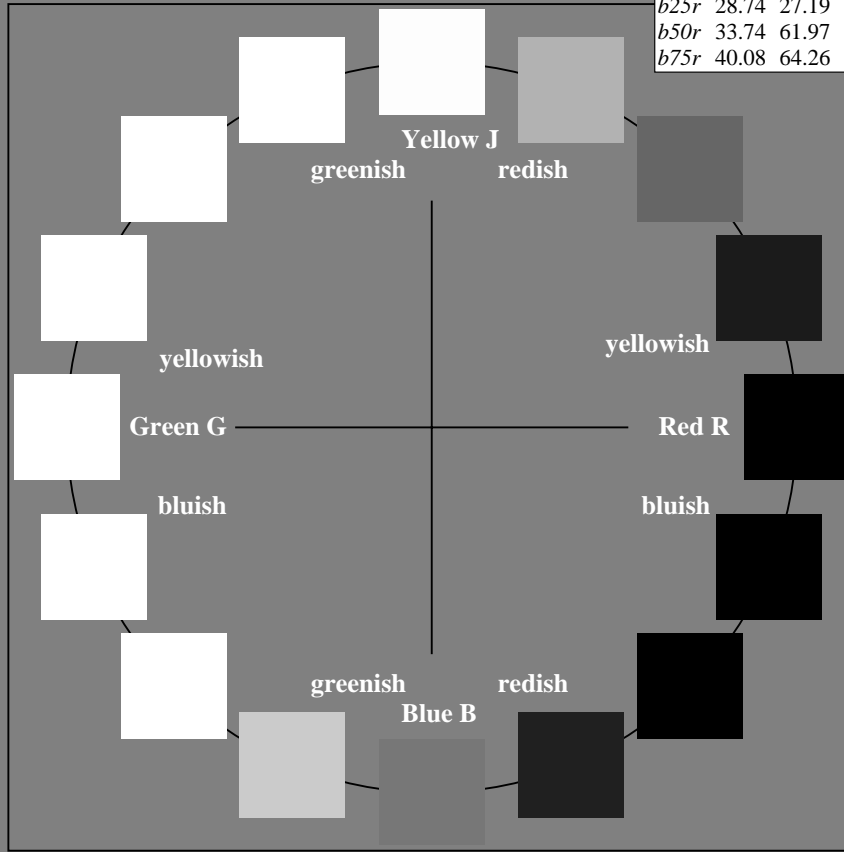 b25r 28.74 27.19
b50r 33.74 61.97
b75r 40.08 64.26
Yellow J
greenish redish
yellowish yellowish
Green G Red R
bluish bluish
greenish redish
Blue B